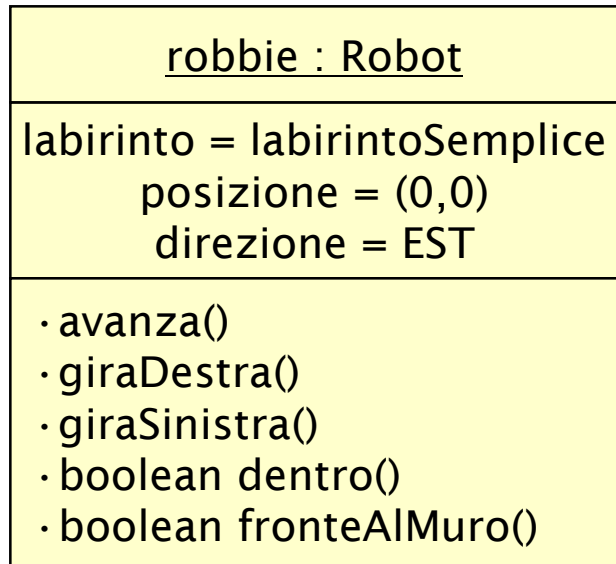 robbie : Robot
labirinto = labirintoSemplice
posizione = (0,0)
direzione = EST
·avanza()
·giraDestra()
·giraSinistra()
·boolean dentro()
·boolean fronteAlMuro()